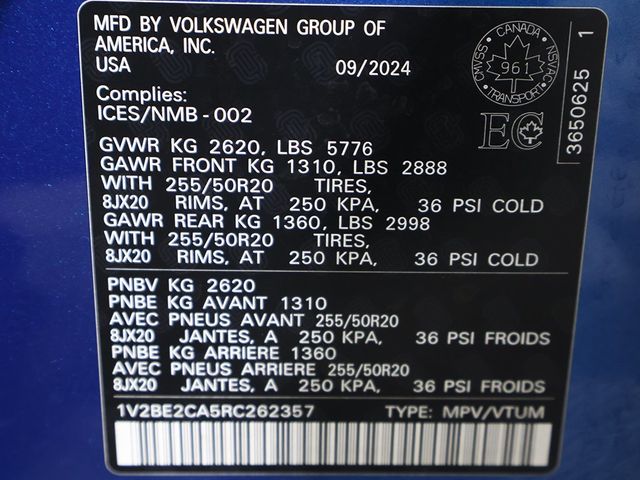 MFD BY VOLKSWAGEN GROUP OF
AMERICA, INC.
USA 09/2024
Complies:
ICES/NMB-002
CMVSS NSVAC
961
TRANSPORT
EC
3650625 1
GVWR KG 2620, LBS 5776
GAWR FRONT KG 1310, LBS 2888
WITH 255/50R20 TIRES,
8JX20 RIMS, AT 250 KPA, 36 PSI COLD
GAWR REAR KG 1360, LBS 2998
WITH 255/50R20 TIRES,
8JX20 RIMS, AT 250 KPA, 36 PSI COLD
PNBV KG 2620
PNBE KG AVANT 1310
AVEC PNEUS AVANT 255/50R20
8JX20 JANTES, A 250 KPA, 36 PSI FROIDS
PNBE KG ARRIÈRE 1360
AVEC PNEUS ARRIERE 255/50R20
8JX20 JANTES, A 250 KPA, 36 PSI FROIDS
1V2BE2CA5RC262357 TYPE: MPV/VTUM